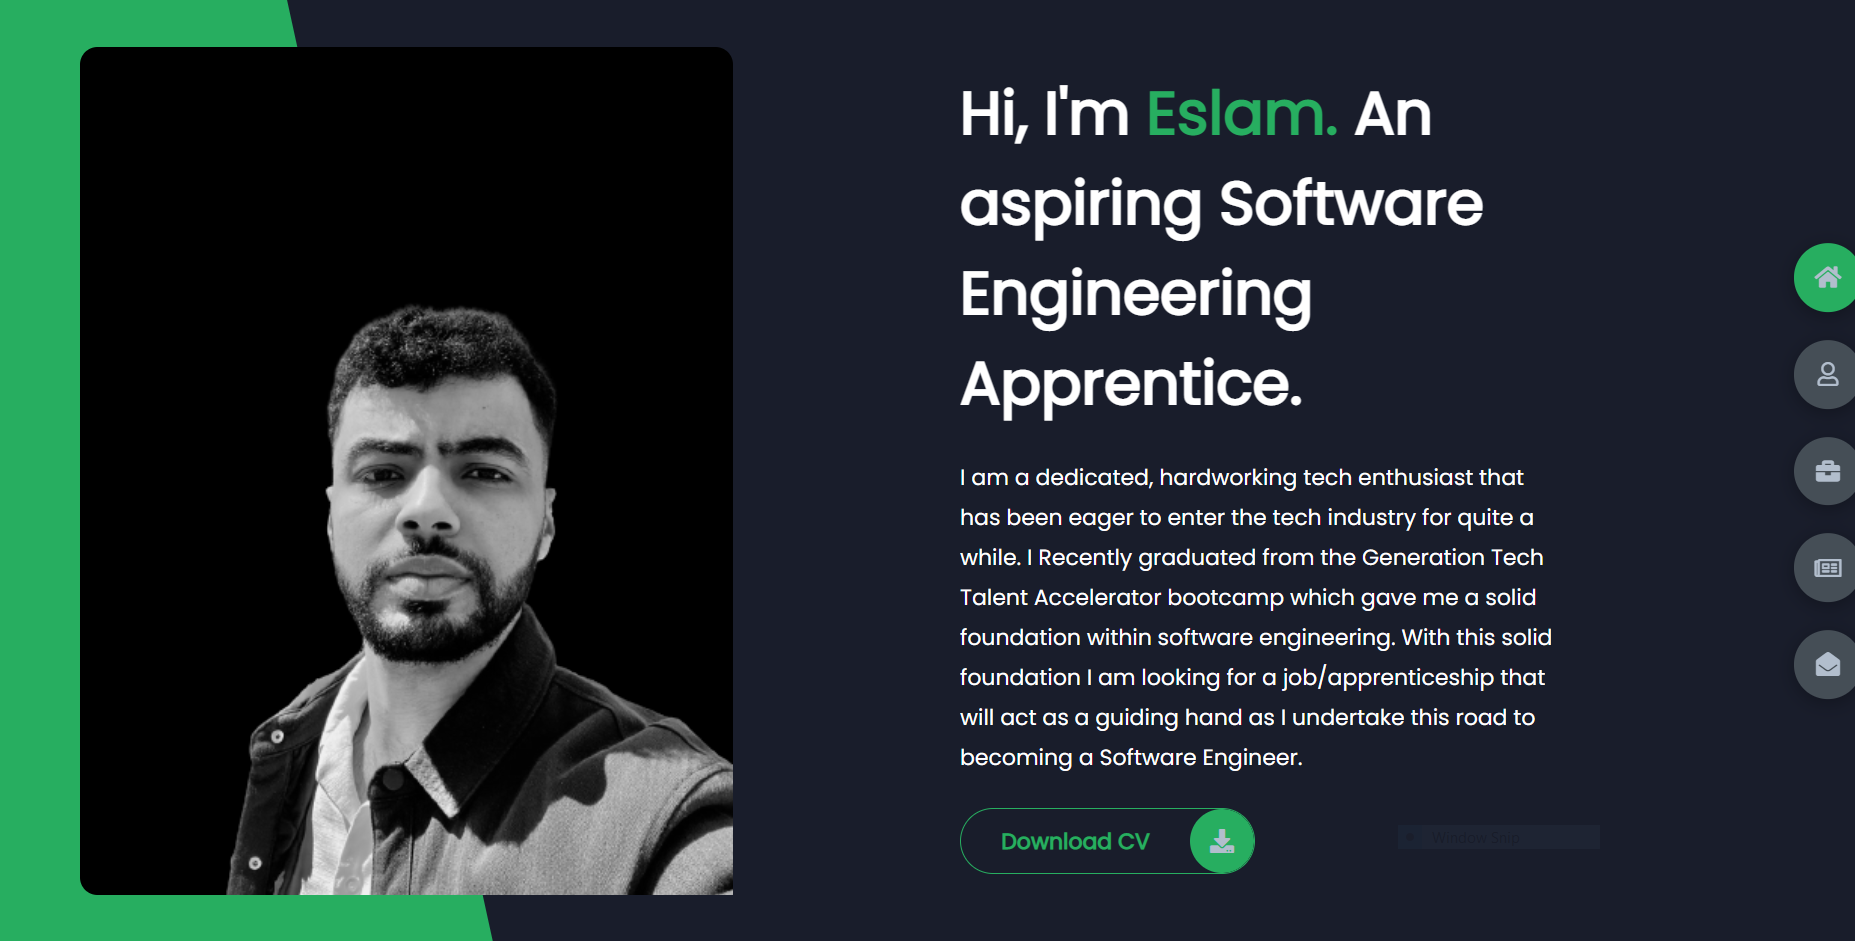 Hi, I'm Eslam. An
aspiring Software
Engineering
Apprentice.
I am a dedicated, hardworking tech enthusiast that
has been eager to enter the tech industry for quite a
while. I Recently graduated from the Generation Tech
Talent Accelerator bootcamp which gave me a solid
foundation within software engineering. With this solid
foundation I am looking for a job/apprenticeship that
will act as a guiding hand as I undertake this road to
becoming a Software Engineer.
Download CV
Window Snip